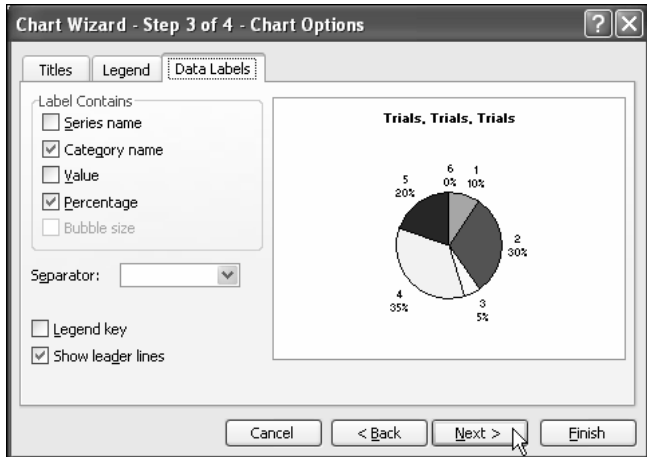 Chart Wizard - Step 3 of 4 - Chart Options
Titles
Legend
Data Labels
Label Contains
Series name
Category name
Value
Percentage
Bubble size
Separator:
Legend key
Show leader lines
Trials, Trials, Trials
6
0%
1
10%
5
20%
2
30%
4
35%
3
5%
Cancel
< Back
Next >
Finish